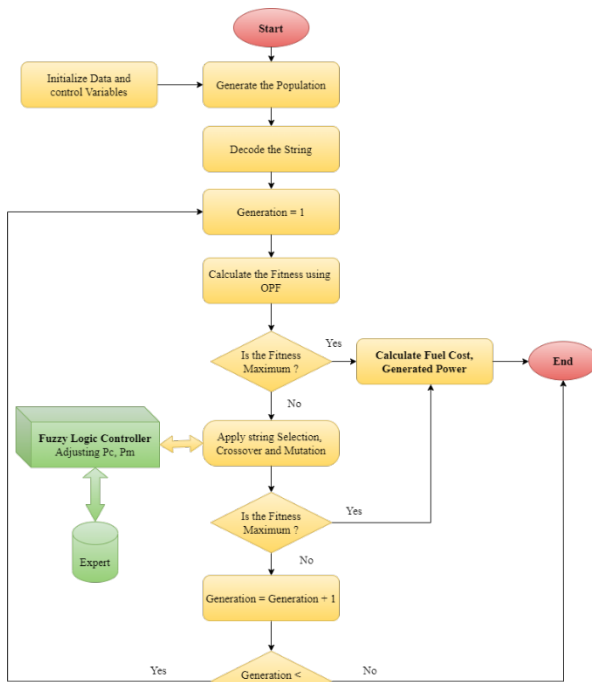 Start
Initialize Data and
control Variables
Generate the Population
Decode the String
Generation = 1
Calculate the Fitness using
OPF
Is the Fitness
Maximum ?
Yes
Calculate Fuel Cost,
Generated Power
End
No
Fuzzy Logic Controller
Adjusting Pc, Pm
Apply string Selection,
Crossover and Mutation
Is the Fitness
Maximum ?
Yes
Expert
No
Generation = Generation + 1
Yes
Generation <
No